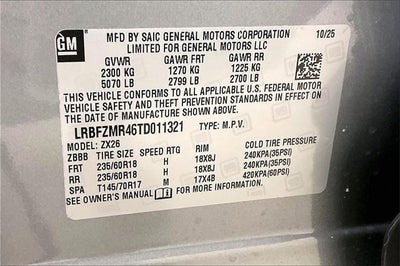 GM
MFD BY SAIC GENERAL MOTORS CORPORATION 10/25
LIMITED FOR GENERAL MOTORS LLC
GVWR GAWR FRT GAWR RR
2300 KG 1270 KG 1225 KG
5070 LB 2799 LB 2700 LB
THIS VEHICLE CONFORMS TO ALL APPLICABLE U.S. FEDERAL MOTOR
VEHICLE SAFETY AND THEFT PREVENTION STANDARDS IN EFFECT ON
THE DATE OF MANUFACTURE SHOWN ABOVE.
LRBFZMR46TD011321 TYPE: M.P.V.
MODEL: ZX26
ZBBB TIRE SIZE SPEED RTG RIM COLD TIRE PRESSURE
FRT 235/60R18 H 18X8J 240KPA(35PSI)
RR 235/60R18 H 18X8J 240KPA(35PSI)
SPA T145/70R17 M 17X4B 420KPA(60PSI)
SEE OWNER'S MANUAL FOR MORE INFORMATION.